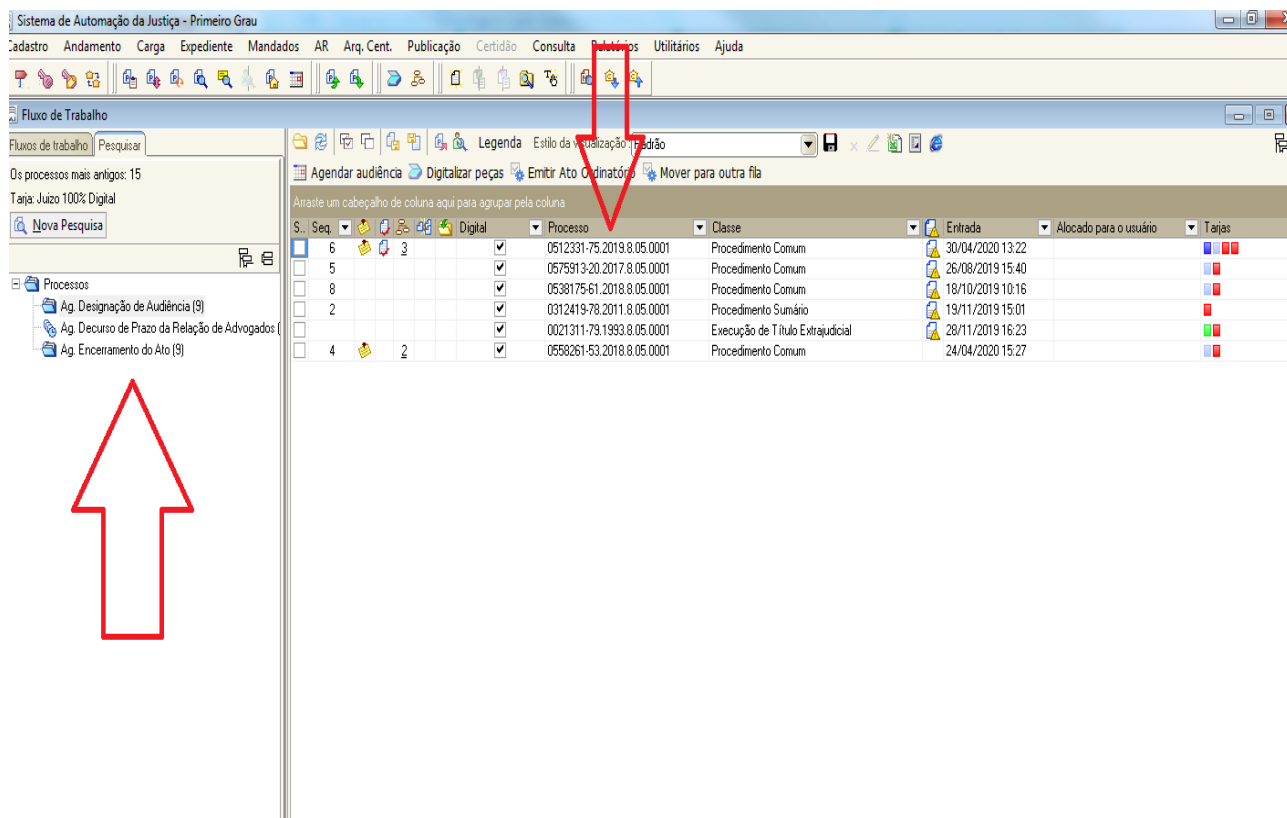 Sistema de Automação da Justiça - Primeiro Grau
Cadastro Andamento Carga Expediente Mandados AR Arq. Cent. Publicação Certidão Consulta Relatórios Utilitários Ajuda
Fluxo de Trabalho
Fluxos de trabalho Pesquisar
Legenda Estilo da visualização: Padrão
Os processos mais antigos: 15
Agendar audiência Digitalizar peças Emitir Ato Ordinatório Mover para outra fila
Tarja: Juizo 100% Digital
Arraste um cabeçalho de coluna aqui para agrupar pela coluna
Nova Pesquisa
S.. Seq. Digital Processo Classe Entrada Alocado para o usuário Tarjas
6 3 0512331-75.2019.8.05.0001 Procedimento Comum 30/04/2020 13:22
5 0575913-20.2017.8.05.0001 Procedimento Comum 26/08/2019 15:40
8 0538175-61.2018.8.05.0001 Procedimento Comum 18/10/2019 10:16
2 0312419-78.2011.8.05.0001 Procedimento Sumário 19/11/2019 15:01
0021311-79.1993.8.05.0001 Execução de Título Extrajudicial 28/11/2019 16:23
4 2 0558261-53.2018.8.05.0001 Procedimento Comum 24/04/2020 15:27
Processos
Ag. Designação de Audiência (9)
Ag. Decurso de Prazo da Relação de Advogados (
Ag. Encerramento do Ato (9)